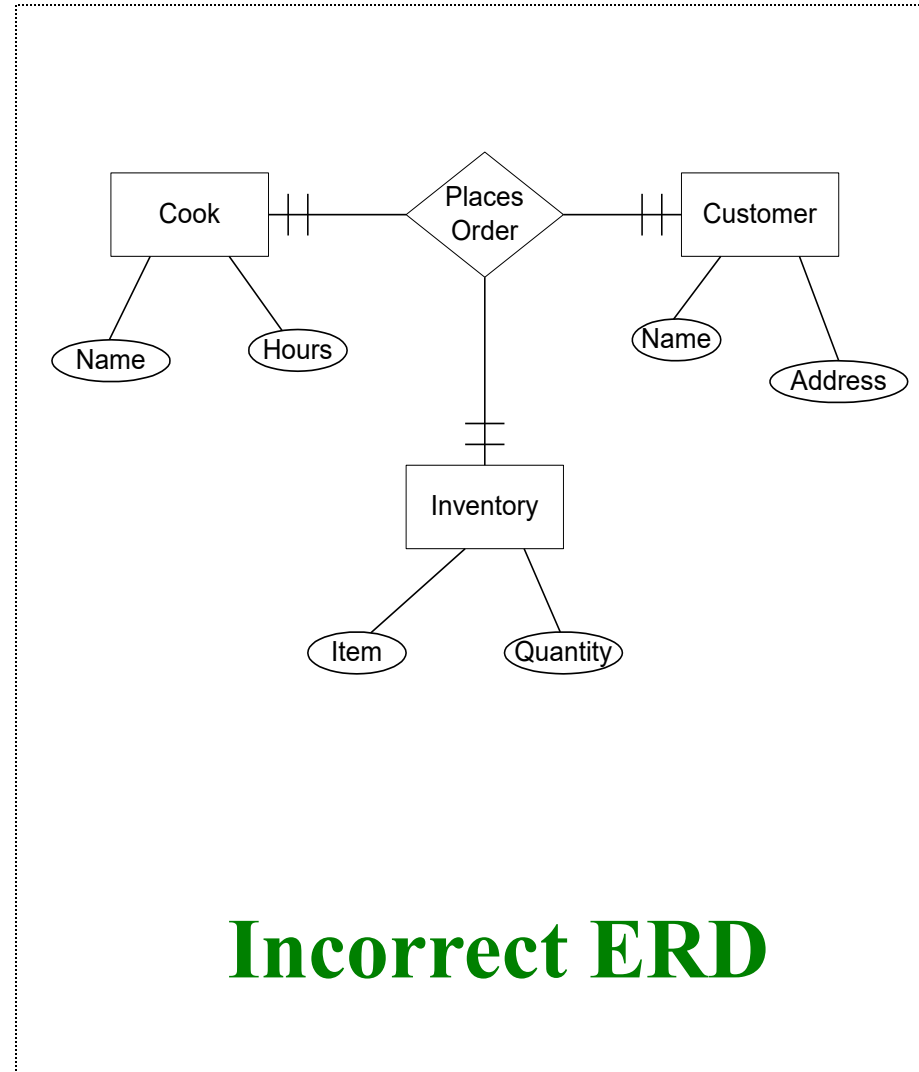 Places
Order
Cook
Customer
Name
Hours
Name
Address
Inventory
Item
Quantity
Incorrect ERD